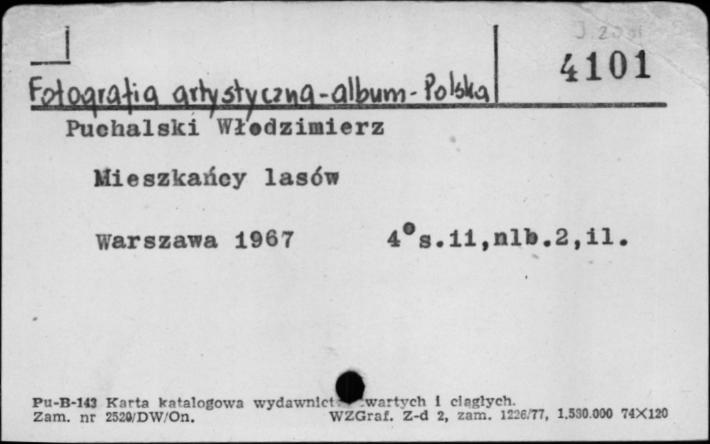 4101
Fotografia artystyczna - album - Polska
Puchalski Włodzimierz
Mieszkańcy lasów
Warszawa 1967 4° s.11,nlb.2,il.
Pu-B-143 Karta katalogowa wydawnict wartych i ciągłych.
Zam. nr 2520/DW/On. WZGraf. Z-d 2, zam. 1226/77, 1,530.000 74X120